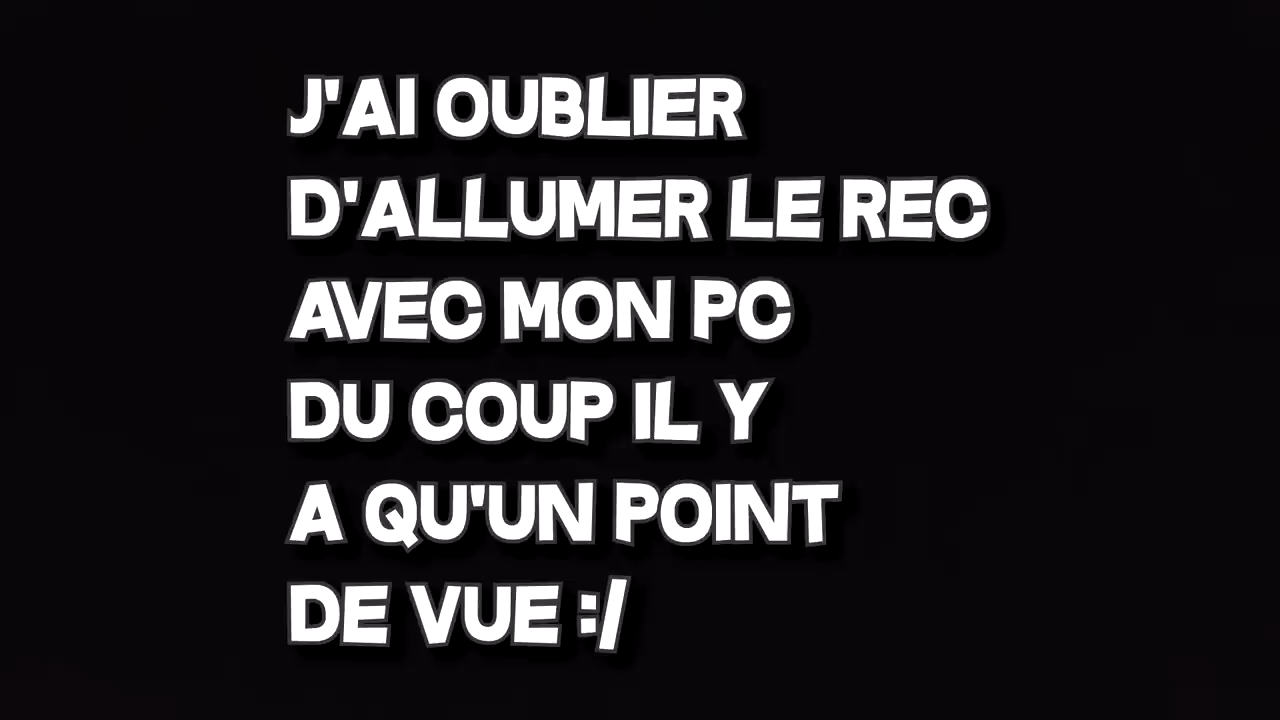 J'AI OUBLIER
D'ALLUMER LE REC
AVEC MON PC
DU COUP IL Y
A QU'UN POINT
DE VUE :/